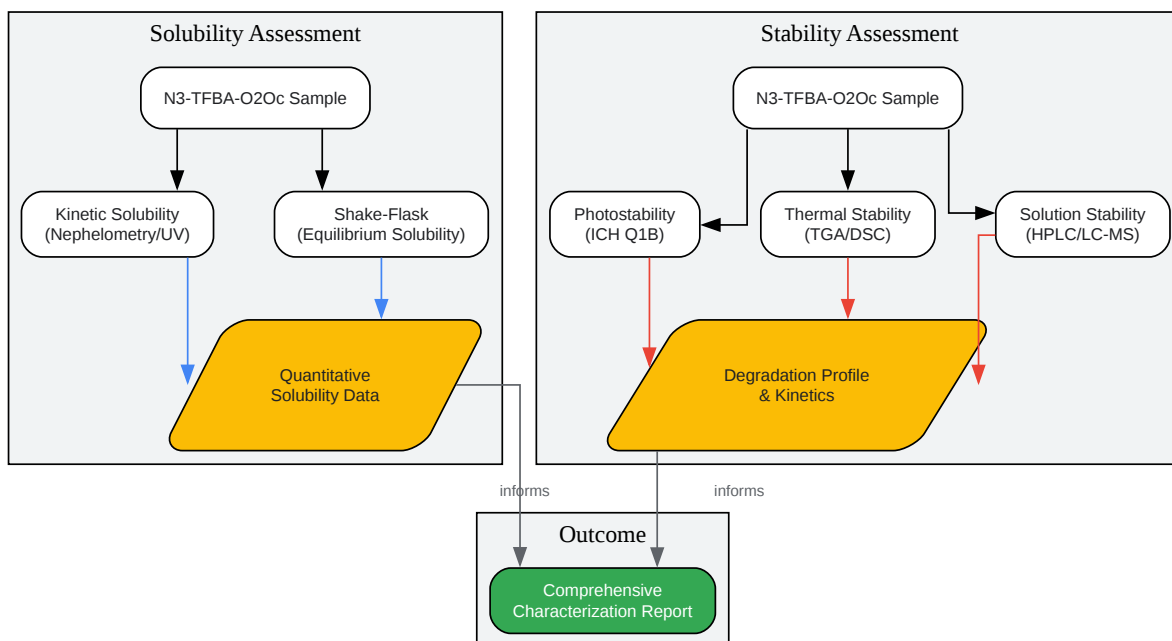 Solubility Assessment
N3-TFBA-O2Oc Sample
Kinetic Solubility
(Nephelometry/UV)
Shake-Flask
(Equilibrium Solubility)
Quantitative
Solubility Data
Stability Assessment
N3-TFBA-O2Oc Sample
Photostability
(ICH Q1B)
Thermal Stability
(TGA/DSC)
Solution Stability
(HPLC/LC-MS)
Degradation Profile
& Kinetics
informs
informs
Outcome
Comprehensive
Characterization Report